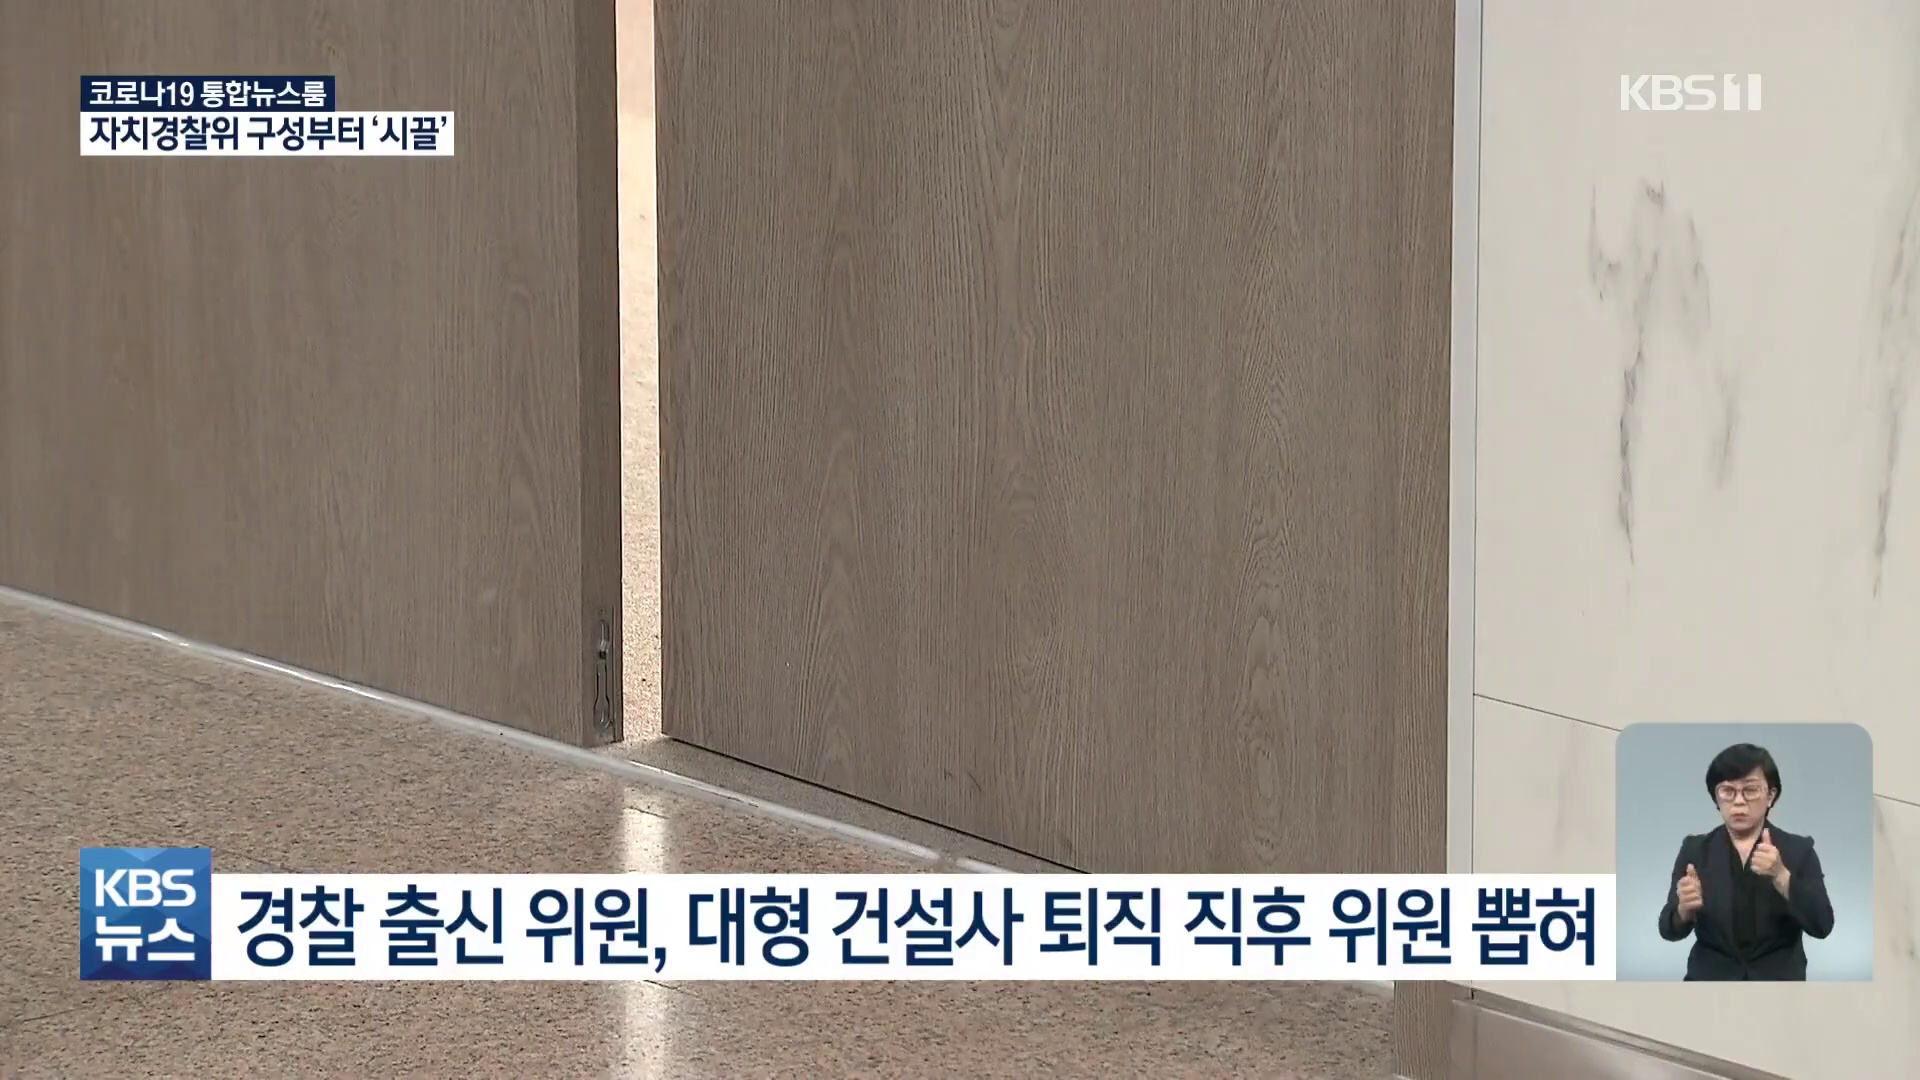 코로나19 통합뉴스룸
자치경찰위 구성부터 ‘시끌’
KBS 1
KBS
뉴스
경찰 출신 위원, 대형 건설사 퇴직 직후 위원 뽑혀